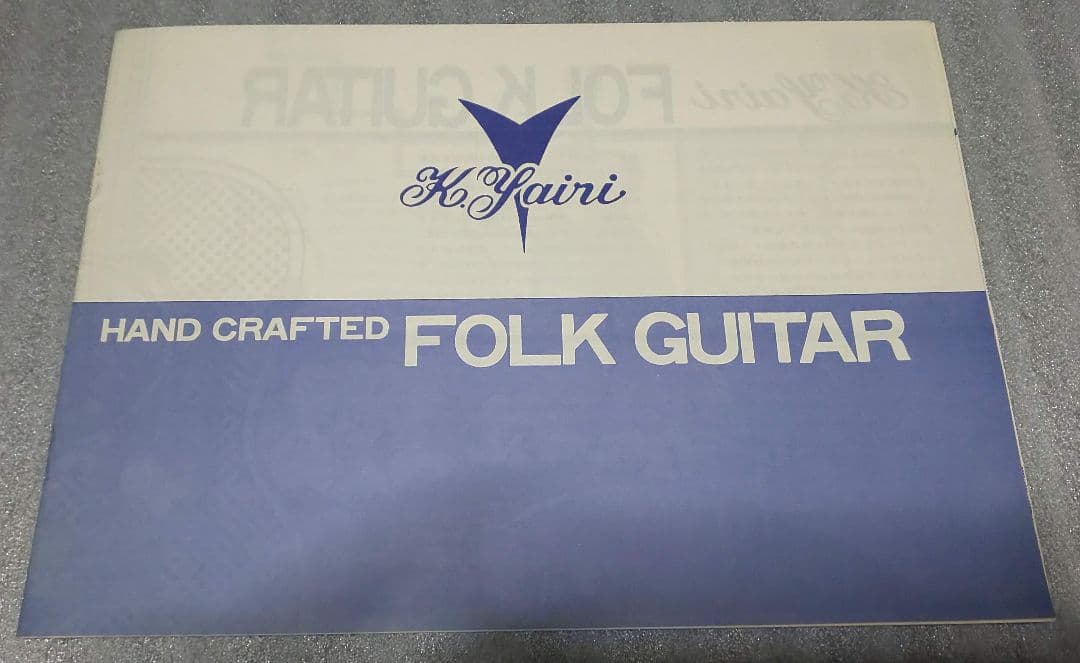 K. Yairi
HAND CRAFTED FOLK GUITAR